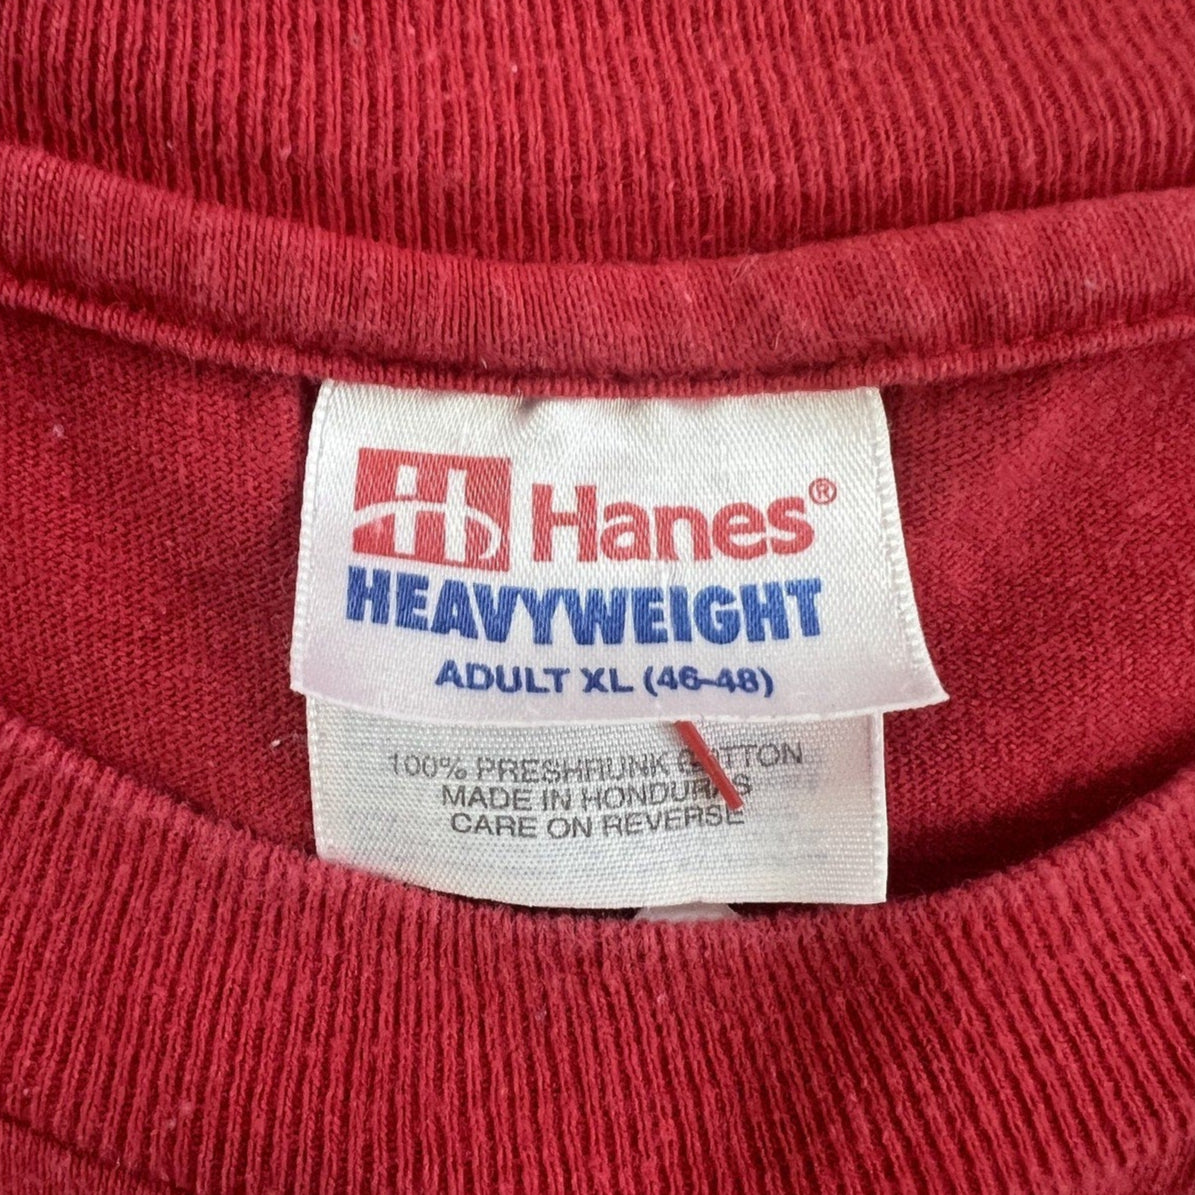 Hanes®
HEAVYWEIGHT
ADULT XL (46-48)
100% PRESHRUNK COTTON
MADE IN HONDURAS
CARE ON REVERSE